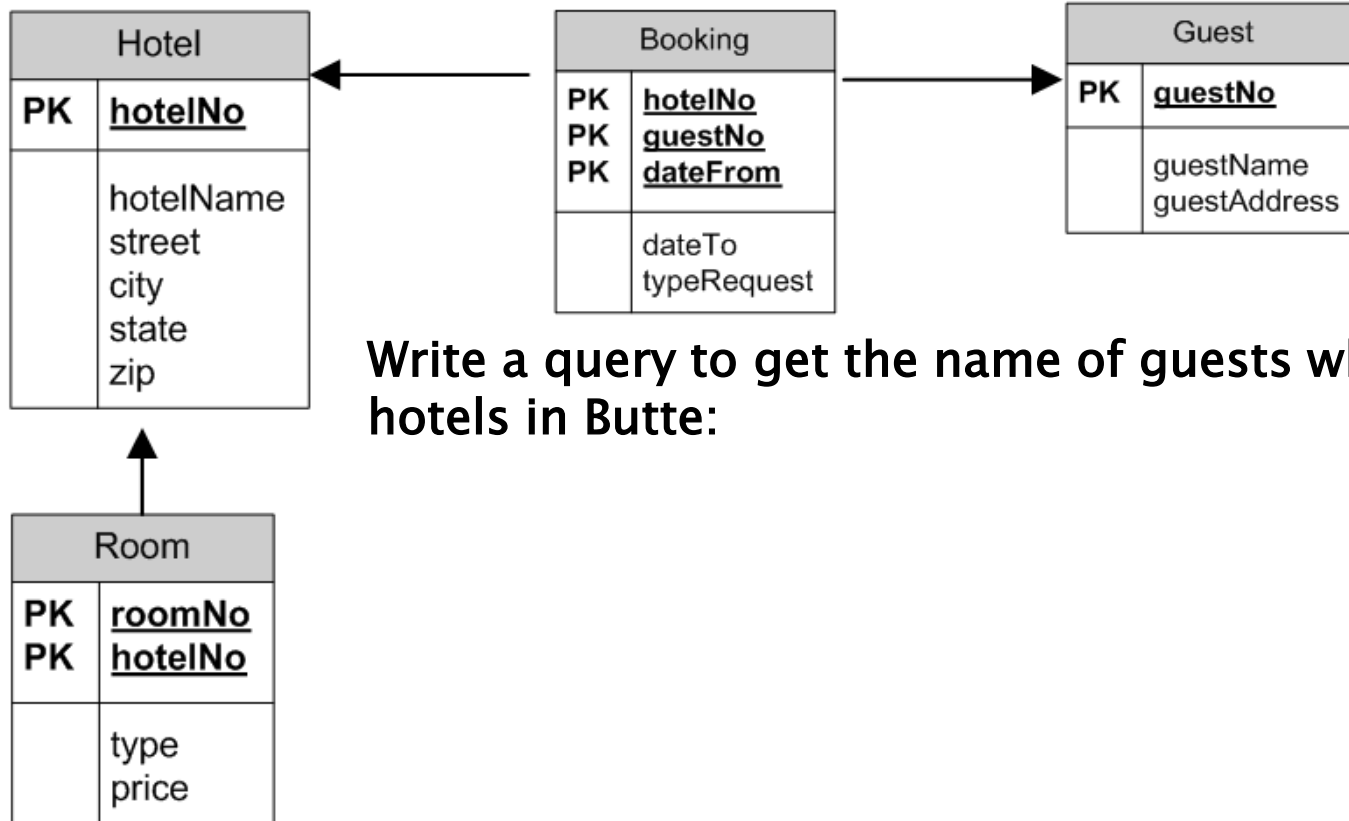 Hotel
PK hotelNo
hotelName
street
city
state
zip
Booking
PK hotelNo
PK guestNo
PK dateFrom
dateTo
typeRequest
Guest
PK guestNo
guestName
guestAddress
Write a query to get the name of guests
hotels in Butte:
Room
PK roomNo
PK hotelNo
type
price